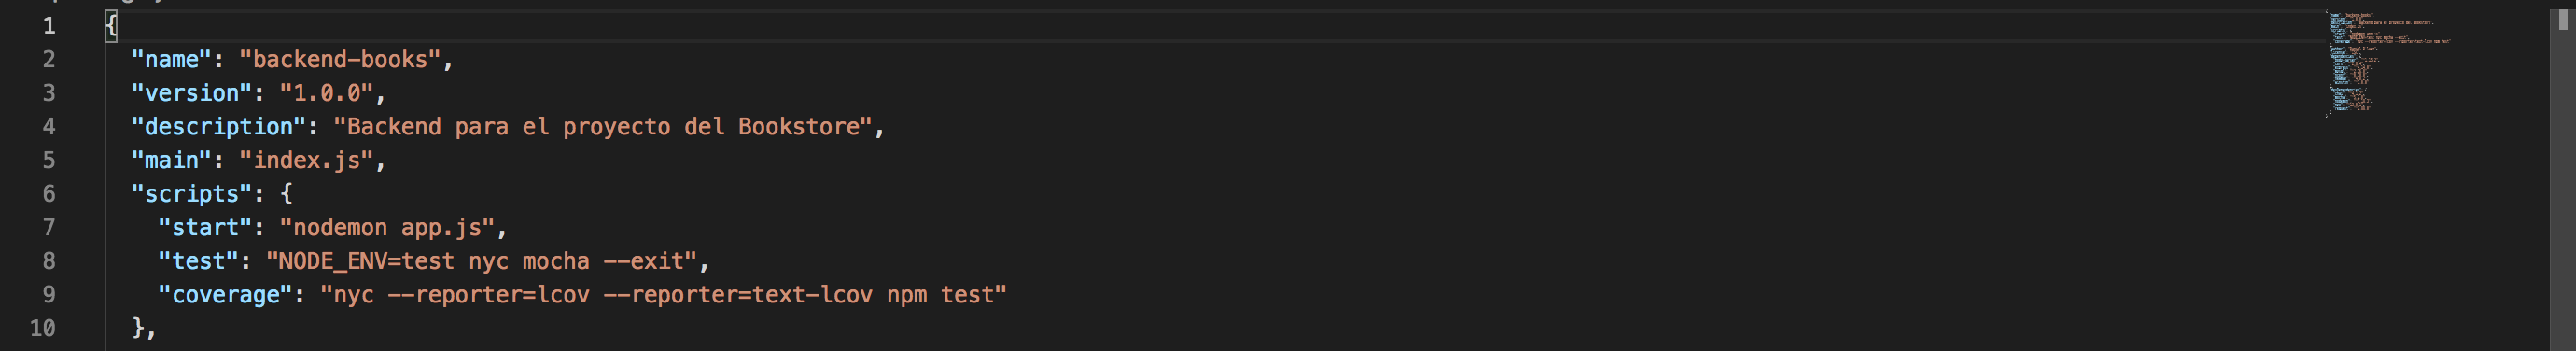 1 {
2 "name": "backend-books",
3 "version": "1.0.0",
4 "description": "Backend para el proyecto del Bookstore",
5 "main": "index.js",
6 "scripts": {
7 "start": "nodemon app.js",
8 "test": "NODE_ENV=test nyc mocha --exit",
9 "coverage": "nyc --reporter=lcov --reporter=text-lcov npm test"
10 },